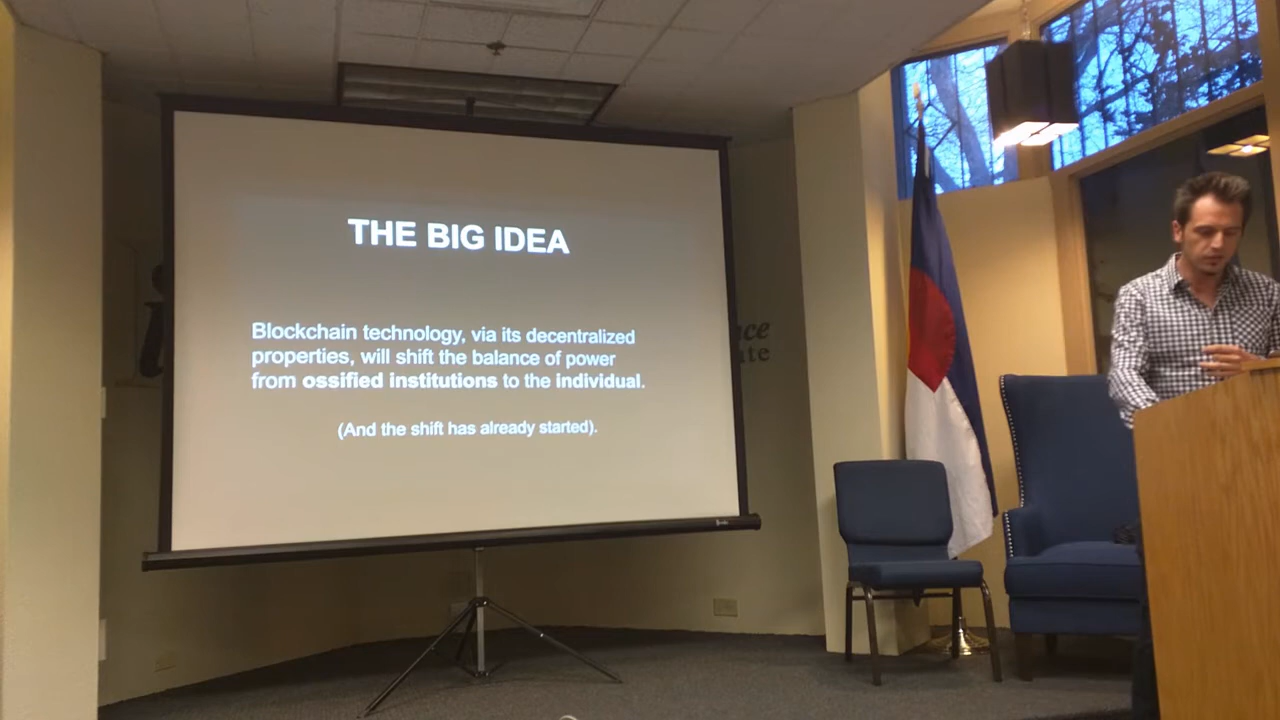 THE BIG IDEA
Blockchain technology, via its decentralized
properties, will shift the balance of power
from ossified institutions to the individual.
(And the shift has already started).